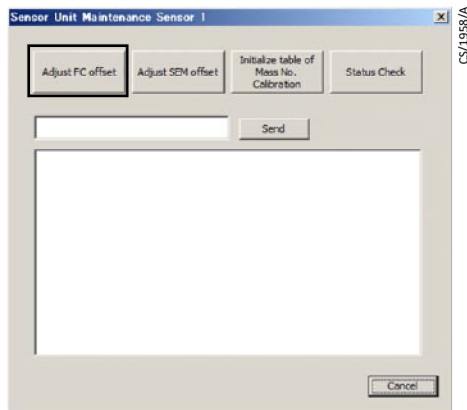 Sensor Unit Maintenance Sensor 1
Adjust FC offset
Adjust SEM offset
Initialize table of
Mass No.
Calibration
Status Check
Send
Cancel
CS/1958/A